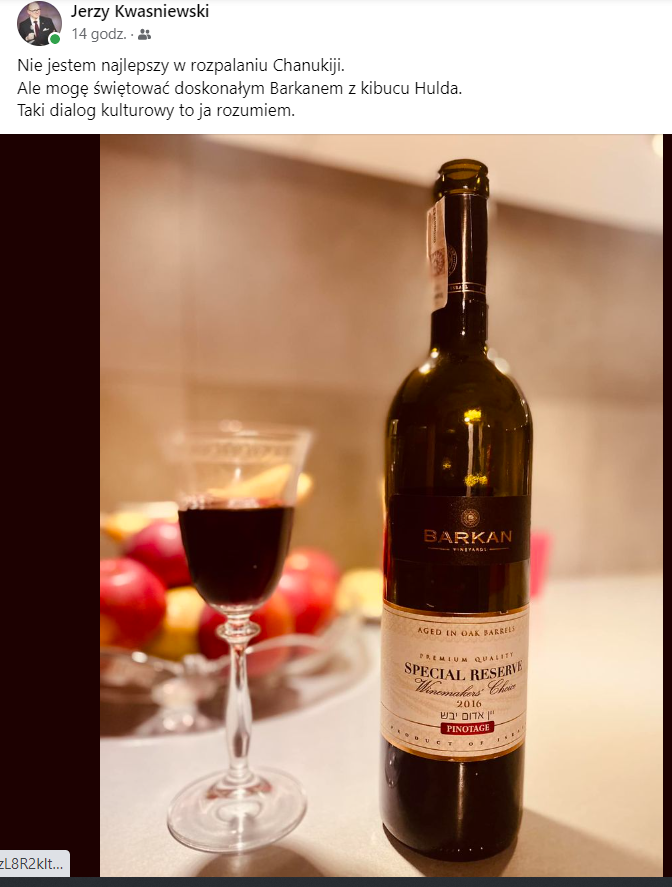 Jerzy Kwasniewski
14 godz. ·
Nie jestem najlepszy w rozpalaniu Chanukiji.
Ale mogę świętować doskonałym Barkanem z kibucu Hulda.
Taki dialog kulturowy to ja rozumiem.
BARKAN
VINEYARDS
AGED IN OAK BARRELS
PREMIUM QUALITY
SPECIAL RESERVE
Winemakers' Choice
2016
יין אדום יבש
PINOTAGE
PRODUCT OF
zL8R2kIt...